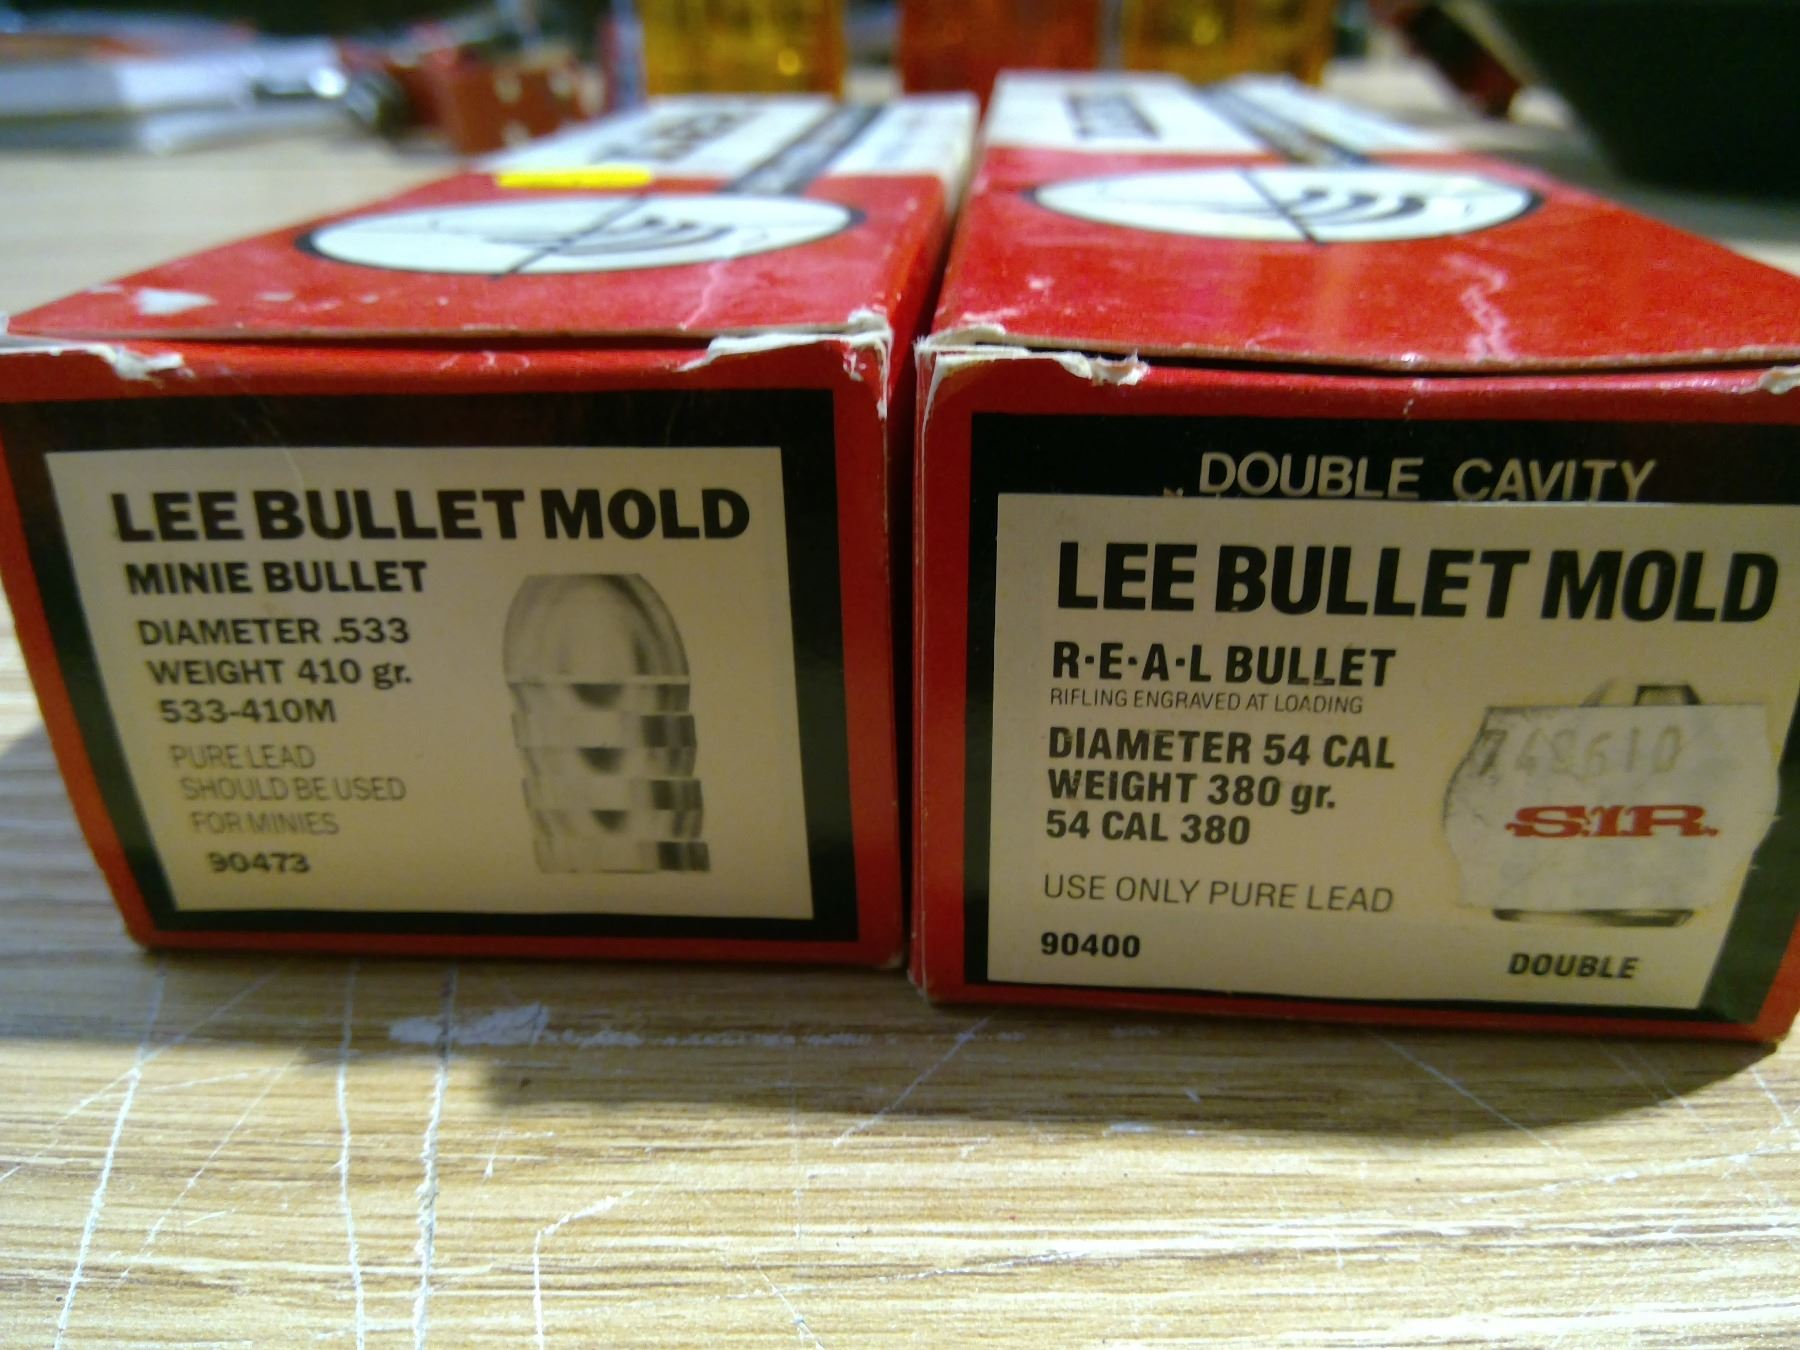 LEE BULLET MOLD
MINIE BULLET
DIAMETER .533
WEIGHT 410 gr.
533-410M
PURE LEAD
SHOULD BE USED
FOR MINIES
90473
DOUBLE CAVITY
LEE BULLET MOLD
R·E·A·L BULLET
RIFLING ENGRAVED AT LOADING
DIAMETER 54 CAL
WEIGHT 380 gr.
54 CAL 380
USE ONLY PURE LEAD
90400
748610
S.I.R.
DOUBLE